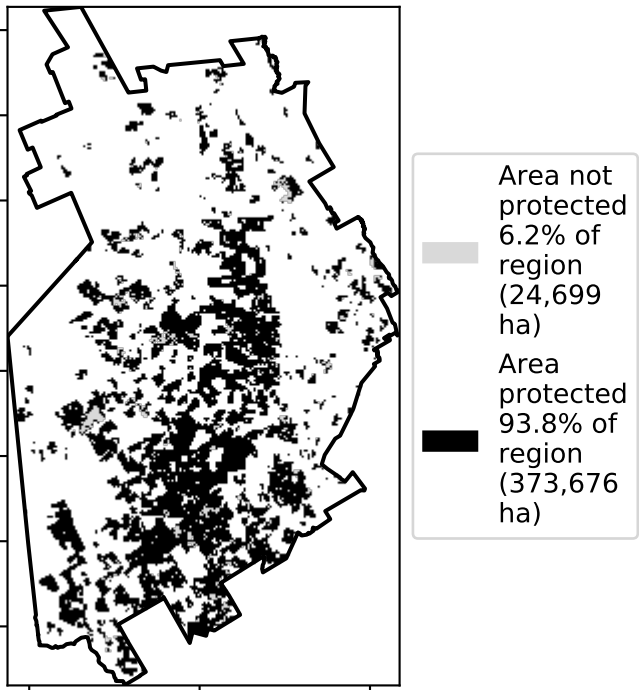 Area not
protected
6.2% of
region
(24,699
ha)
Area
protected
93.8% of
region
(373,676
ha)